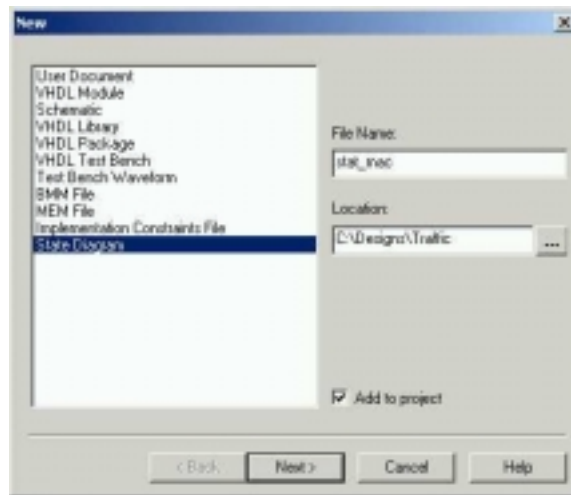 New
User Document
VHDL Module
Schematic
VHDL Library
VHDL Package
VHDL Test Bench
Test Bench Waveform
BMM File
MEM File
Implementation Constraints File
State Diagram
File Name:
stat_mac
Location:
C:\Designs\Traffic
...
Add to project
< Back
Next >
Cancel
Help